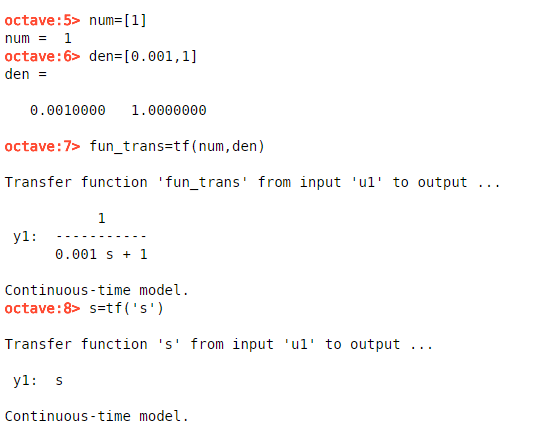 octave:5> num=[1]
num =  1
octave:6> den=[0.001,1]
den =

   0.0010000   1.0000000

octave:7> fun_trans=tf(num,den)

Transfer function 'fun_trans' from input 'u1' to output ...

           1
 y1:  -----------
      0.001 s + 1

Continuous-time model.
octave:8> s=tf('s')

Transfer function 's' from input 'u1' to output ...

 y1:  s

Continuous-time model.